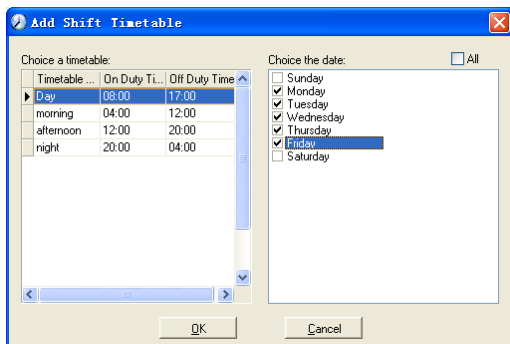 Add Shift Timetable
Choice a timetable:
Choice the date:
All
Timetable ... On Duty Ti... Off Duty Time
Day 08:00 17:00
morning 04:00 12:00
afternoon 12:00 20:00
night 20:00 04:00
Sunday
Monday
Tuesday
Wednesday
Thursday
Friday
Saturday
OK
Cancel